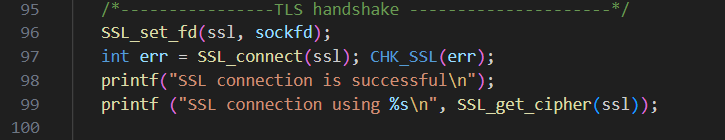 95 /*----------------TLS handshake ---------------------*/
96 SSL_set_fd(ssl, sockfd);
97 int err = SSL_connect(ssl); CHK_SSL(err);
98 printf("SSL connection is successful\n");
99 printf ("SSL connection using %s\n", SSL_get_cipher(ssl));
100